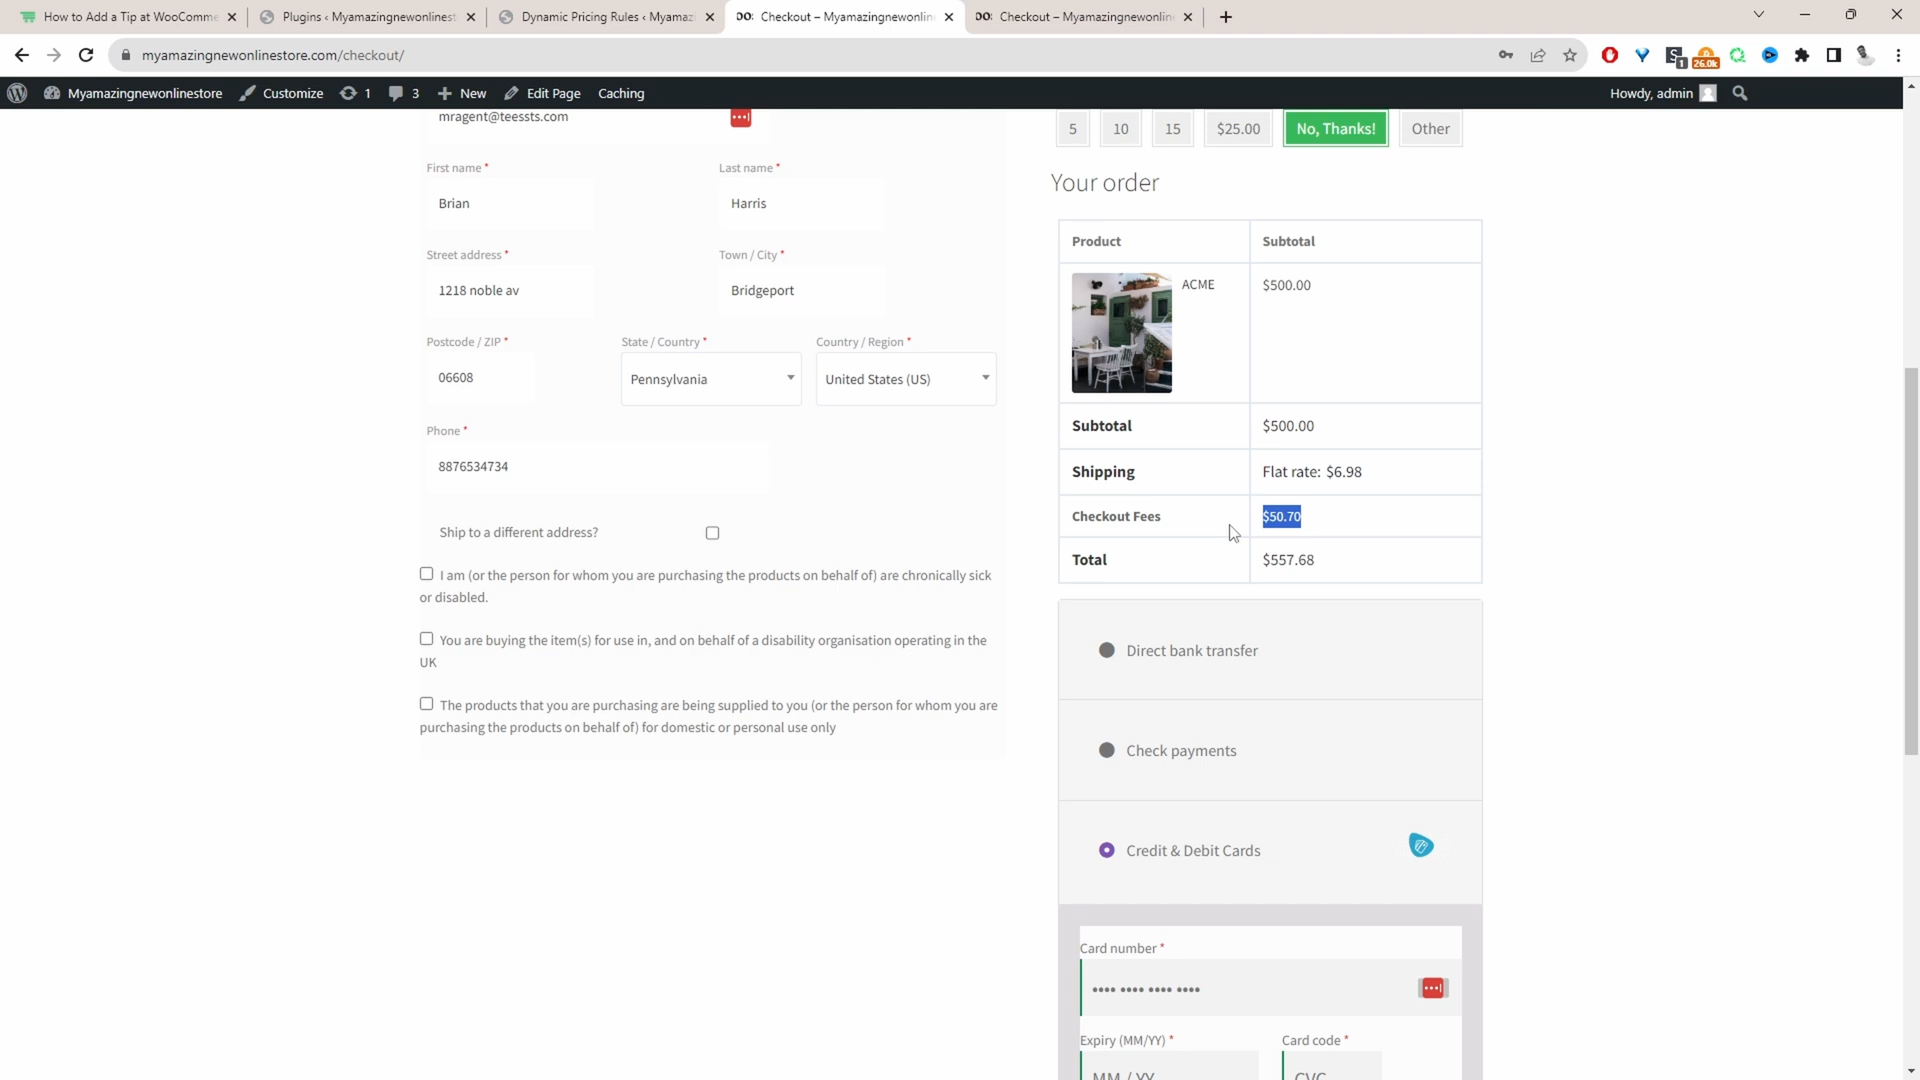 How to Add a Tip at WooComme
Plugins ‹ Myamazingnewonlinest
Dynamic Pricing Rules ‹ Myamaz
Checkout – Myamazingnewonlin
Checkout – Myamazingnewonlin
myamazingnewonlinestore.com/checkout/
1
26.0k
Myamazingnewonlinestore
Customize
1
3
New
Edit Page
Caching
Howdy, admin
mragent@teessts.com
First name *
Last name *
Brian
Harris
Street address *
Town / City *
1218 noble av
Bridgeport
Postcode / ZIP *
State / Country *
Country / Region *
06608
Pennsylvania
United States (US)
Phone *
8876534734
Ship to a different address?
I am (or the person for whom you are purchasing the products on behalf of) are chronically sick
or disabled.
You are buying the item(s) for use in, and on behalf of a disability organisation operating in the
UK
The products that you are purchasing are being supplied to you (or the person for whom you are
purchasing the products on behalf of) for domestic or personal use only
5
10
15
$25.00
No, Thanks!
Other
Your order
Product
Subtotal
ACME
$500.00
Subtotal
$500.00
Shipping
Flat rate: $6.98
Checkout Fees
$50.70
Total
$557.68
Direct bank transfer
Check payments
Credit & Debit Cards
Card number *
•••• •••• •••• ••••
Expiry (MM/YY) *
Card code *
MM / YY
CVC